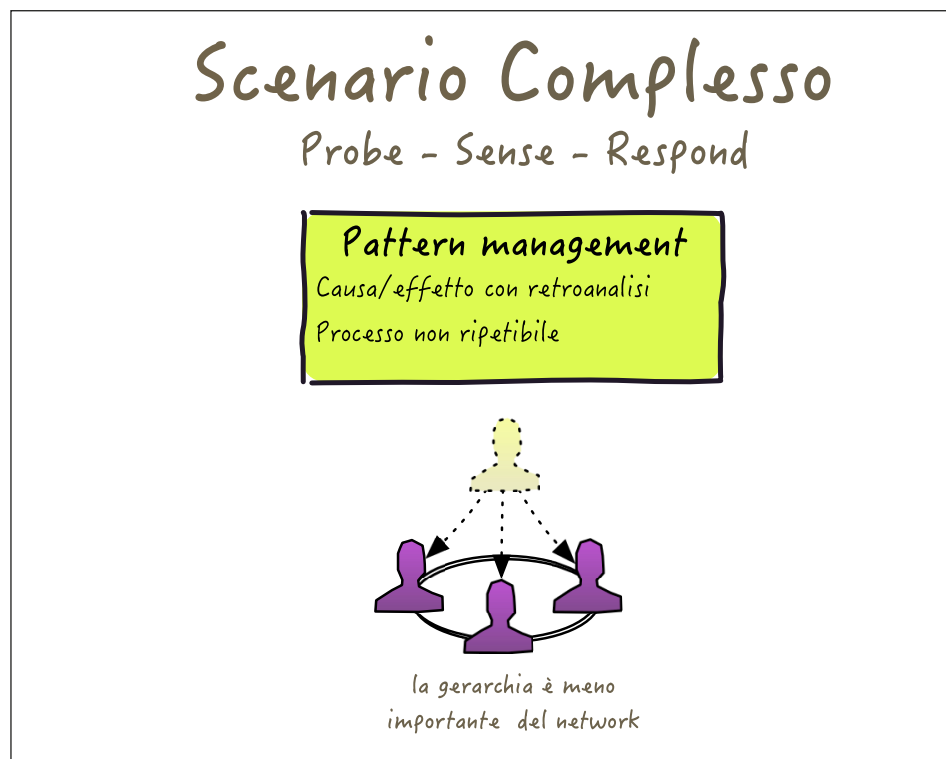 Scenario Complesso
Probe - Sense - Respond
Pattern management
Causa/effetto con retroanalisi
Processo non ripetibile
la gerarchia è meno
importante del network